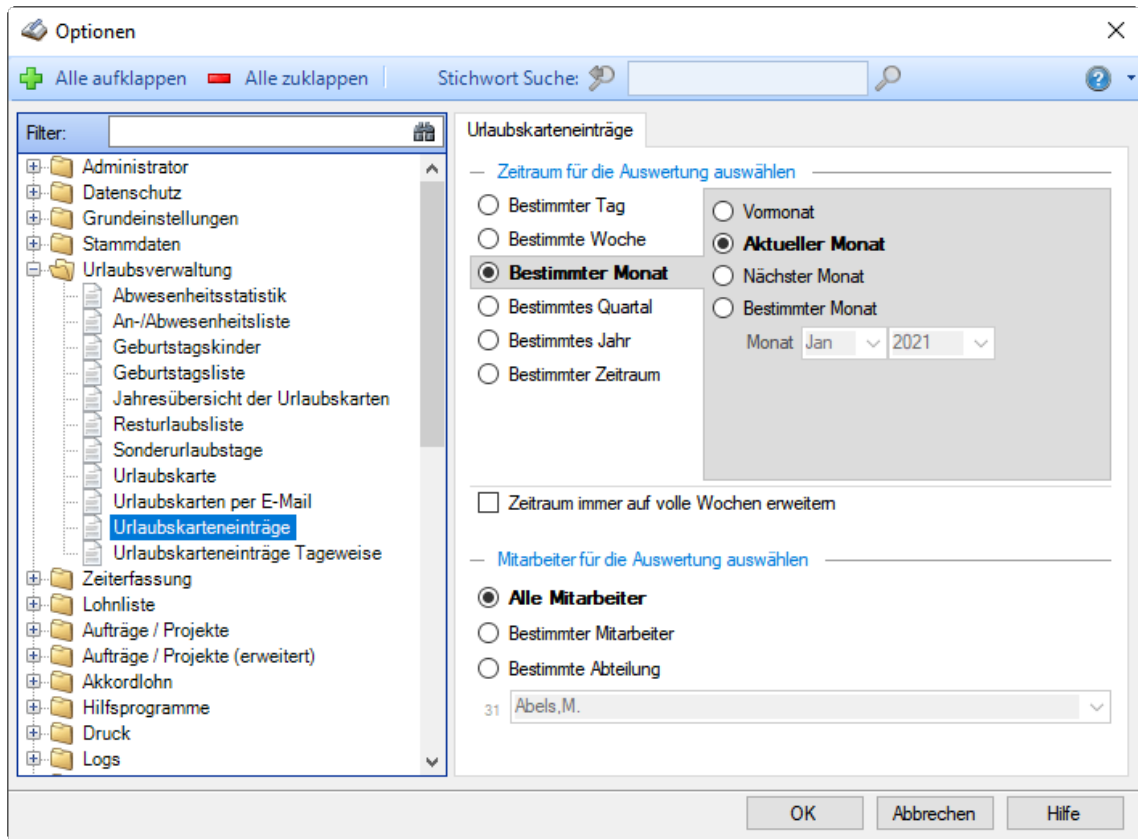 Optionen
Alle aufklappen Alle zuklappen Stichwort Suche:
Filter:
Administrator
Datenschutz
Grundeinstellungen
Stammdaten
Urlaubsverwaltung
Abwesenheitsstatistik
An-/Abwesenheitsliste
Geburtstagskinder
Geburtstagsliste
Jahresübersicht der Urlaubskarten
Resturlaubsliste
Sonderurlaubstage
Urlaubskarte
Urlaubskarten per E-Mail
Urlaubskarteneinträge
Urlaubskarteneinträge Tageweise
Zeiterfassung
Lohnliste
Aufträge / Projekte
Aufträge / Projekte (erweitert)
Akkordlohn
Hilfsprogramme
Druck
Logs
Urlaubskarteneinträge
Zeitraum für die Auswertung auswählen
Bestimmter Tag
Bestimmte Woche
Bestimmter Monat
Bestimmtes Quartal
Bestimmtes Jahr
Bestimmter Zeitraum
Vormonat
Aktueller Monat
Nächster Monat
Bestimmter Monat
Monat Jan 2021
Zeitraum immer auf volle Wochen erweitern
Mitarbeiter für die Auswertung auswählen
Alle Mitarbeiter
Bestimmter Mitarbeiter
Bestimmte Abteilung
31 Abels,M.
OK Abbrechen Hilfe